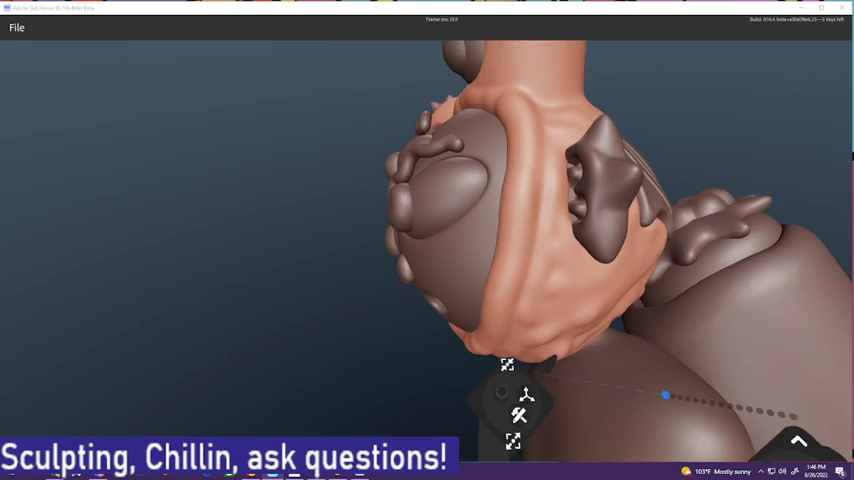 Adobe Substance 3D Modeler beta
Frame ms: 13.9
File
Sculpting, Chillin, ask questions!
103°F Mostly sunny
1:46 PM
8/26/2022